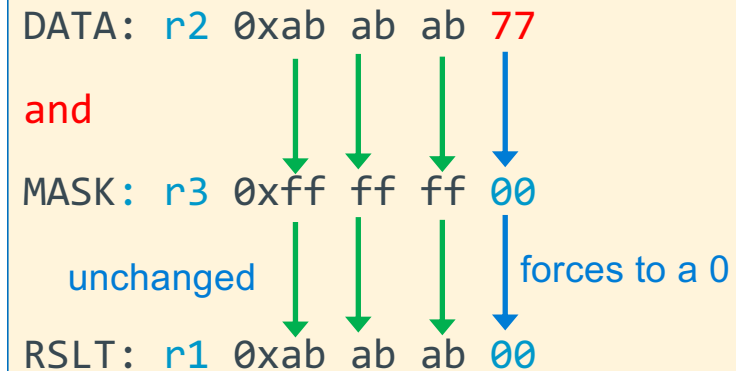 DATA: r2 0xab ab ab 77
and
MASK: r3 0xff ff ff 00
unchanged
forces to a 0
RSLT: r1 0xab ab ab 00